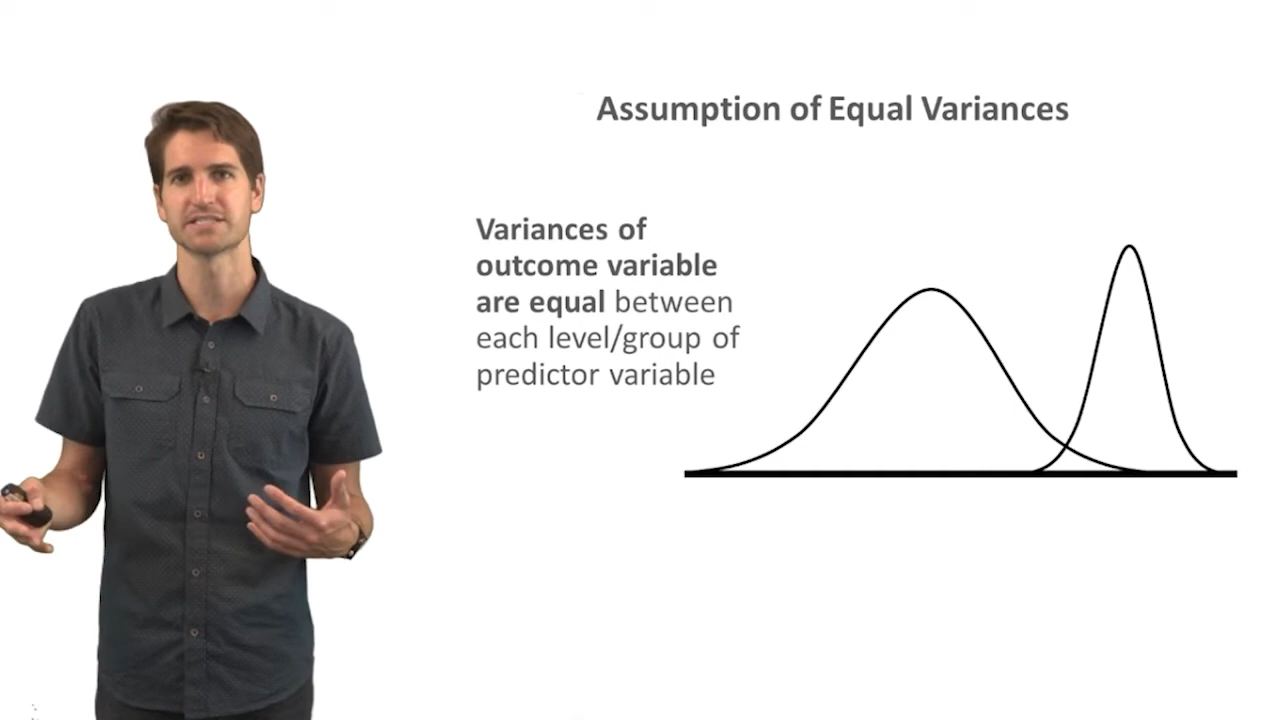 Assumption of Equal Variances
Variances of
outcome variable
are equal between
each level/group of
predictor variable